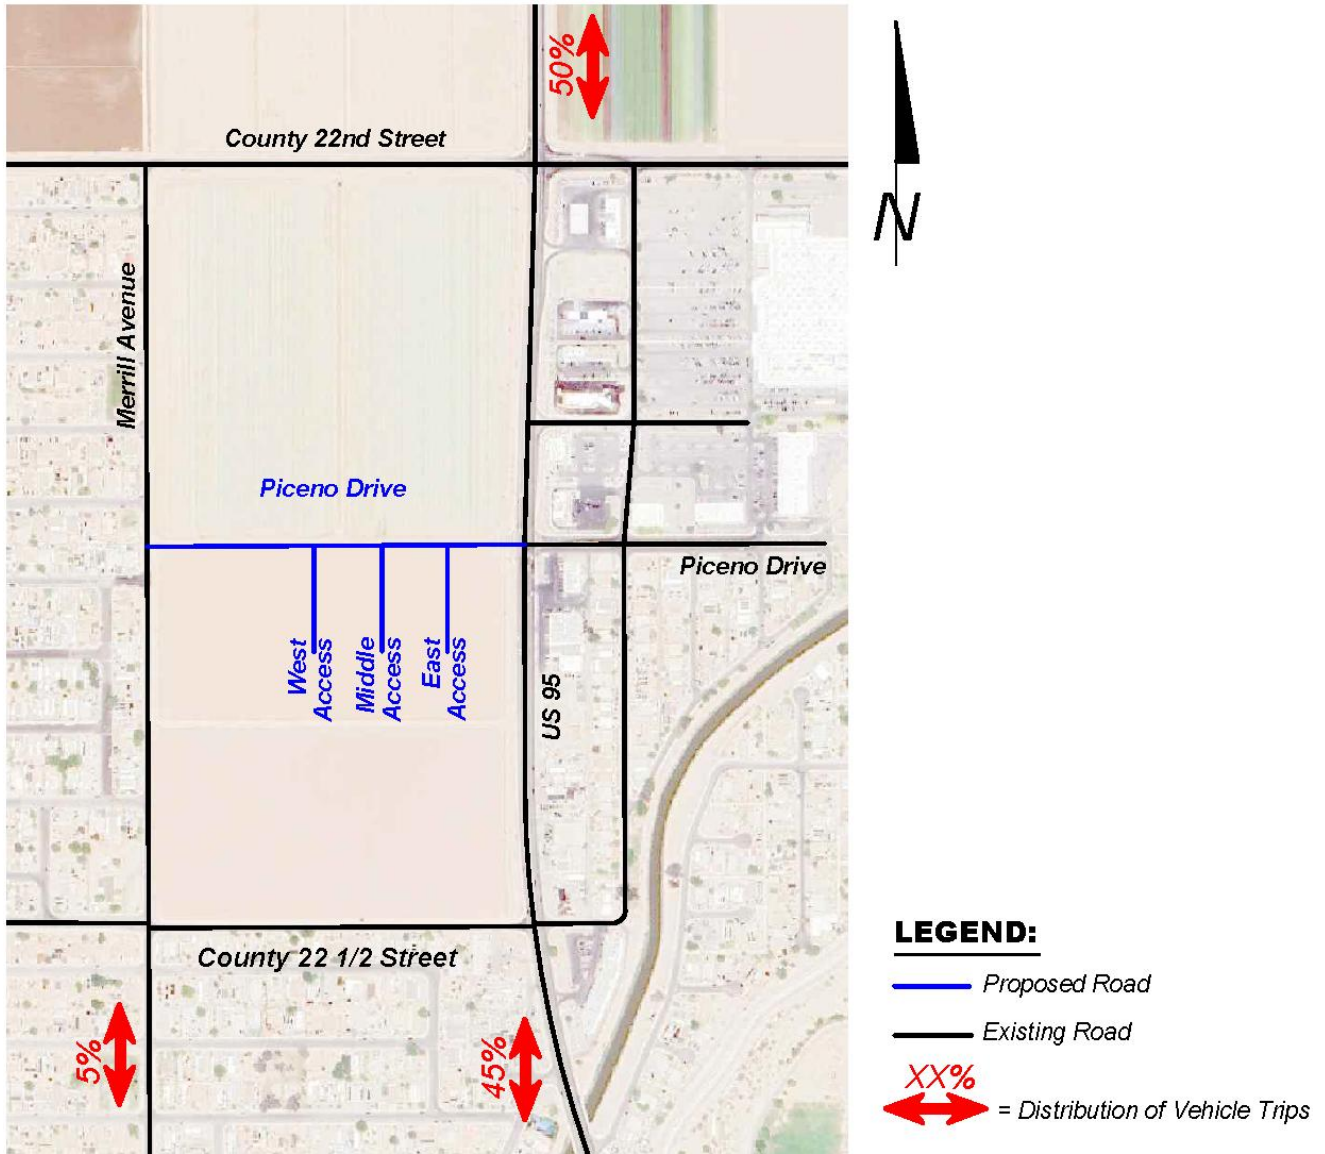 50%
County 22nd Street
N
Merrill Avenue
Piceno Drive
Piceno Drive
West
Access
Middle
Access
East
Access
US 95
County 22 1/2 Street
5%
45%
LEGEND:
Proposed Road
Existing Road
XX%
= Distribution of Vehicle Trips